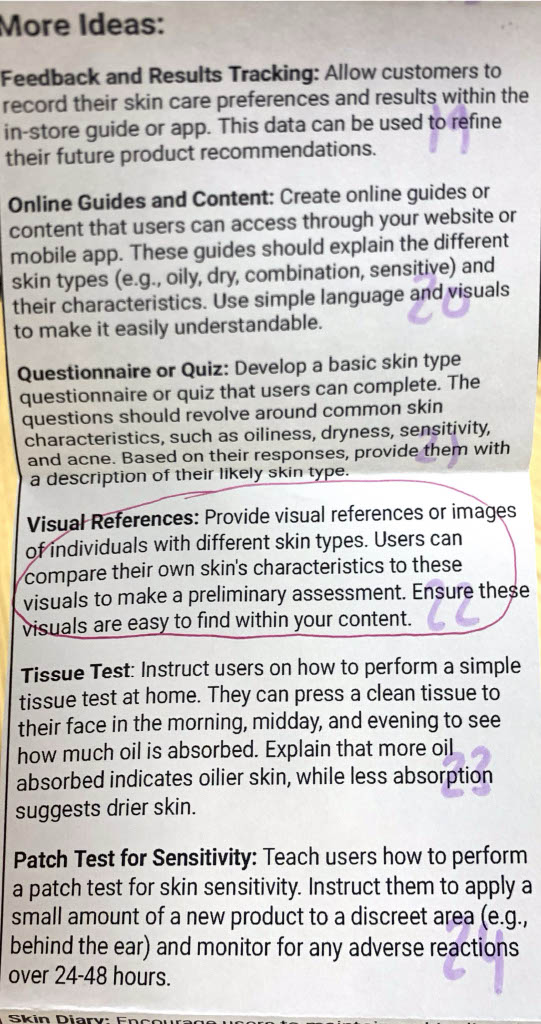 More Ideas:
Feedback and Results Tracking: Allow customers to
record their skin care preferences and results within the
in-store guide or app. This data can be used to refine
their future product recommendations.
19
Online Guides and Content: Create online guides or
content that users can access through your website or
mobile app. These guides should explain the different
skin types (e.g., oily, dry, combination, sensitive) and
their characteristics. Use simple language and visuals
to make it easily understandable.
20
Questionnaire or Quiz: Develop a basic skin type
questionnaire or quiz that users can complete. The
questions should revolve around common skin
characteristics, such as oiliness, dryness, sensitivity,
and acne. Based on their responses, provide them with
a description of their likely skin type.
21
Visual References: Provide visual references or images
of individuals with different skin types. Users can
compare their own skin's characteristics to these
visuals to make a preliminary assessment. Ensure these
visuals are easy to find within your content.
22
Tissue Test: Instruct users on how to perform a simple
tissue test at home. They can press a clean tissue to
their face in the morning, midday, and evening to see
how much oil is absorbed. Explain that more oil
absorbed indicates oilier skin, while less absorption
suggests drier skin.
23
Patch Test for Sensitivity: Teach users how to perform
a patch test for skin sensitivity. Instruct them to apply a
small amount of a new product to a discreet area (e.g.,
behind the ear) and monitor for any adverse reactions
over 24-48 hours.
24
Skin Diary: Encourage users to